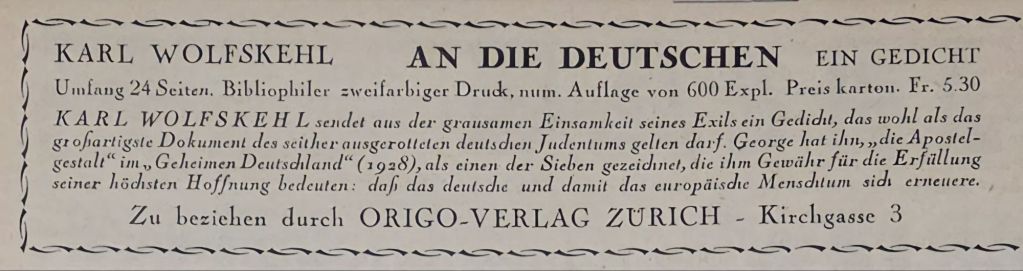 KARL WOLFSKEHL AN DIE DEUTSCHEN EIN GEDICHT
Umfang 24 Seiten. Bibliophiler zweifarbiger Druck, num. Auflage von 600 Expl. Preis karton. Fr. 5.30
KARL WOLFSKEHL sendet aus der grausamen Einsamkeit seines Exils ein Gedicht, das wohl als das
großartigste Dokument des seither ausgerotteten deutschen Judentums gelten darf. George hat ihn, „die Apostel-
gestalt“ im „Geheimen Deutschland“ (1928), als einen der Sieben gezeichnet, die ihm Gewähr für die Erfüllung
seiner höchsten Hoffnung bedeuten: daß das deutsche und damit das europäische Menschtum sich erneuere.
Zu beziehen durch ORIGO-VERLAG ZÜRICH - Kirchgasse 3